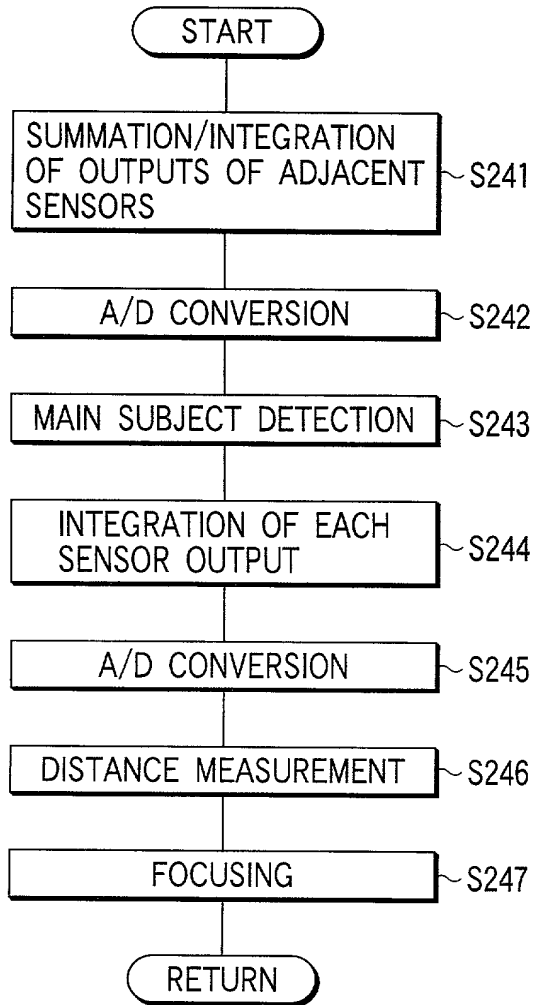 START
SUMMATION/INTEGRATION
OF OUTPUTS OF ADJACENT
SENSORS
S241
A/D CONVERSION
S242
MAIN SUBJECT DETECTION
S243
INTEGRATION OF EACH
SENSOR OUTPUT
S244
A/D CONVERSION
S245
DISTANCE MEASUREMENT
S246
FOCUSING
S247
RETURN